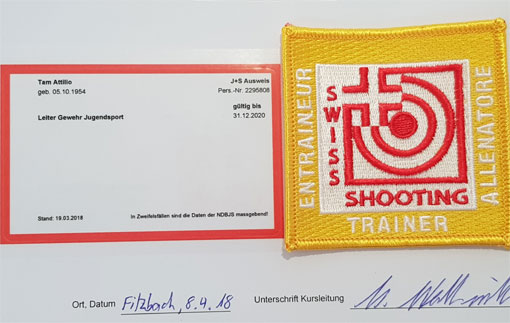 Tam Attilio J+S Ausweis
geb. 05.10.1954 Pers.-Nr. 2295808
gültig bis
Leiter Gewehr Jugendsport 31.12.2020
Stand: 19.03.2018 In Zweifelsfällen sind die Daten der NDBJS massgebend!
ENTRAINEUR
SWISS
SHOOTING
TRAINER
ALLENATORE
Ort, Datum Filzbach, 8.4.18 Unterschrift Kursleitung